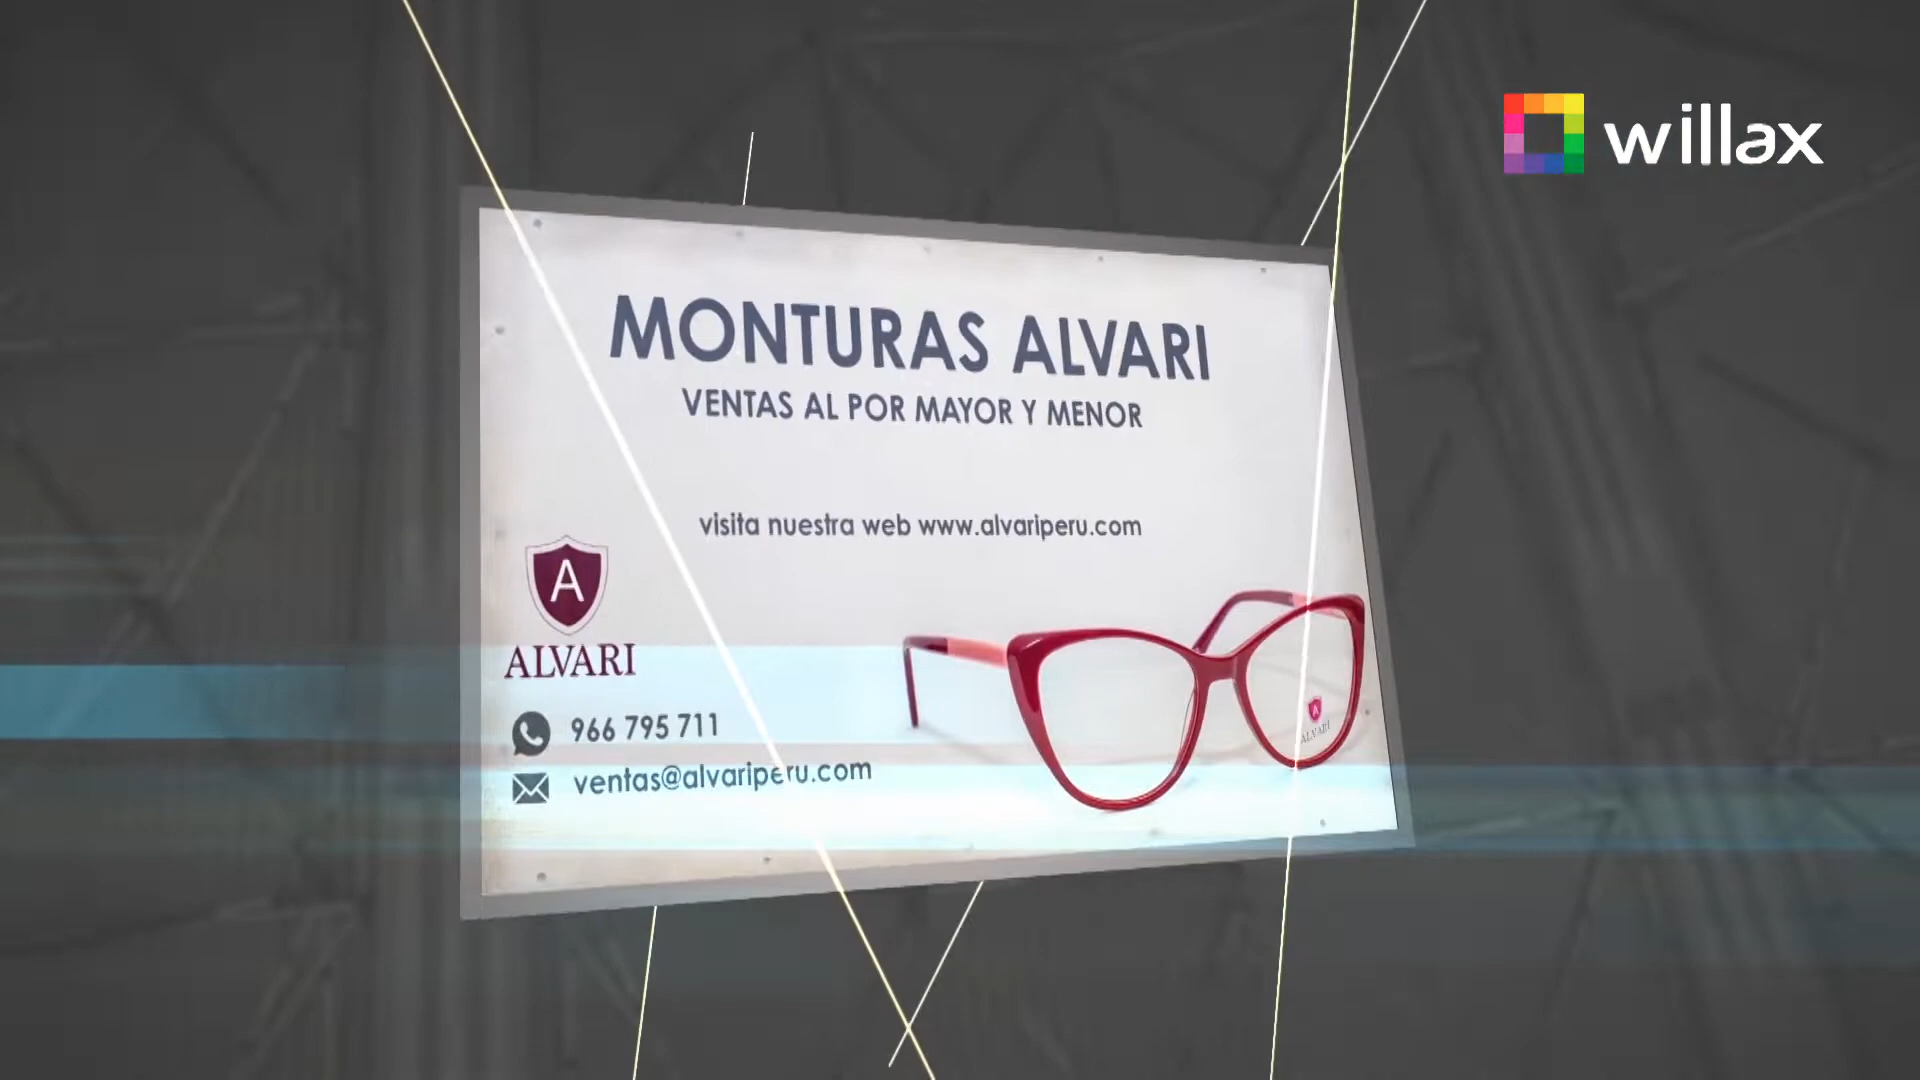 willax
MONTURAS ALVARI
VENTAS AL POR MAYOR Y MENOR
visita nuestra web www.alvariperu.com
A
ALVARI
966 795 711
ventas@alvariperu.com
A
ALVARI